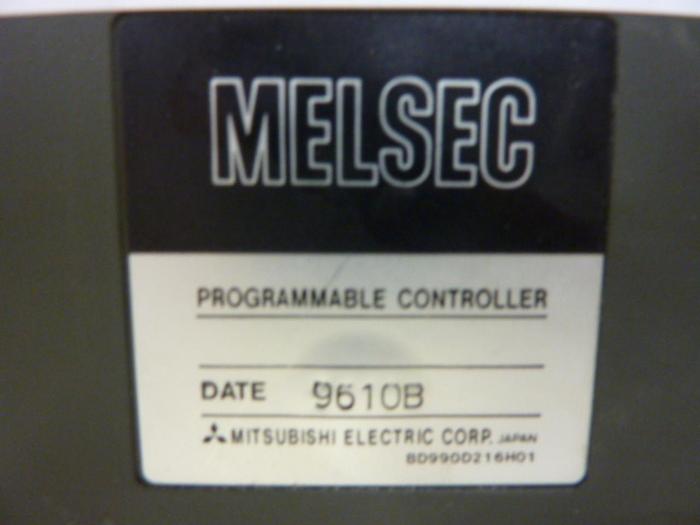 MELSEC
PROGRAMMABLE CONTROLLER
DATE 9610B
MITSUBISHI ELECTRIC CORP. JAPAN
BD990D216H01